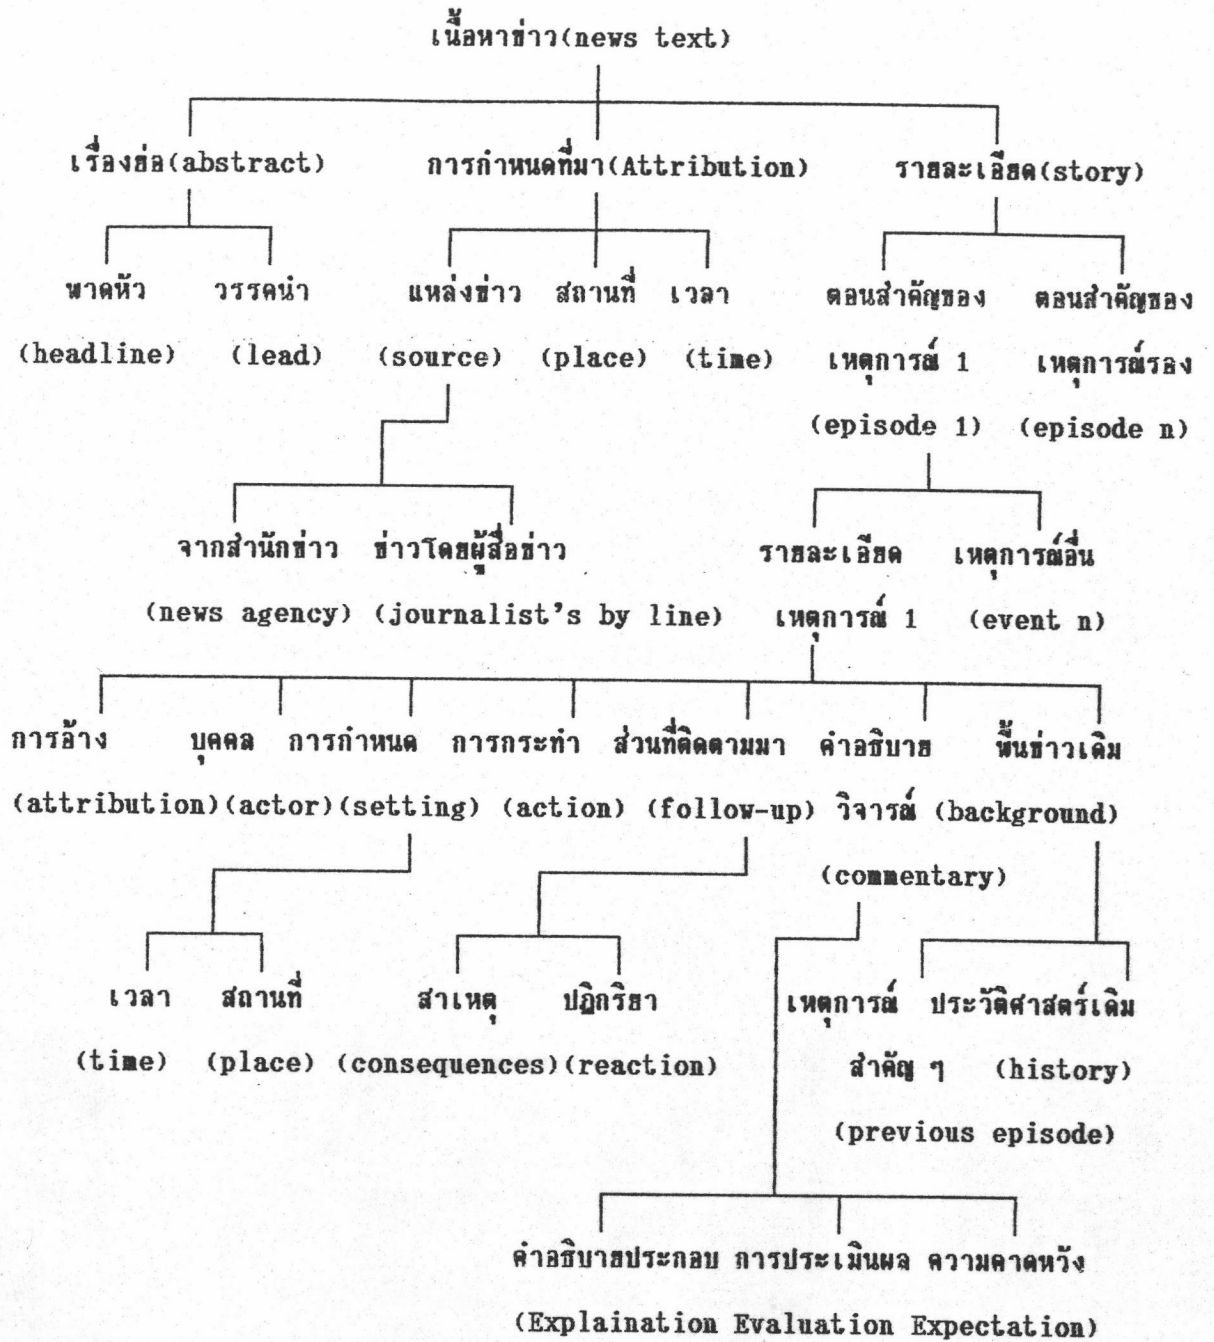 เนื้อหาข่าว(news text)
เรื่องย่อ(abstract) การกำหนดที่มา(Attribution) รายละเอียด(story)
พาดหัว วรรคนำ แหล่งข่าว สถานที่ เวลา ตอนสำคัญของ ตอนสำคัญของ
(headline) (lead) (source) (place) (time) เหตุการณ์ 1 เหตุการณ์รอง
(episode 1) (episode n)
จากสำนักข่าว ข่าวโดยผู้สื่อข่าว รายละเอียด เหตุการณ์อื่น
(news agency) (journalist's by line) เหตุการณ์ 1 (event n)
การอ้าง บุคคล การกำหนด การกระทำ ส่วนที่ติดตามมา คำอธิบาย พื้นข่าวเดิม
(attribution) (actor) (setting) (action) (follow-up) วิจารณ์ (background)
(commentary)
เวลา สถานที่ สาเหตุ ปฏิกริยา เหตุการณ์ ประวัติศาสตร์เดิม
(time) (place) (consequences) (reaction) สำคัญ ๆ (history)
(previous episode)
คำอธิบายประกอบ การประเมินผล ความคาดหวัง
(Explaination Evaluation Expectation)